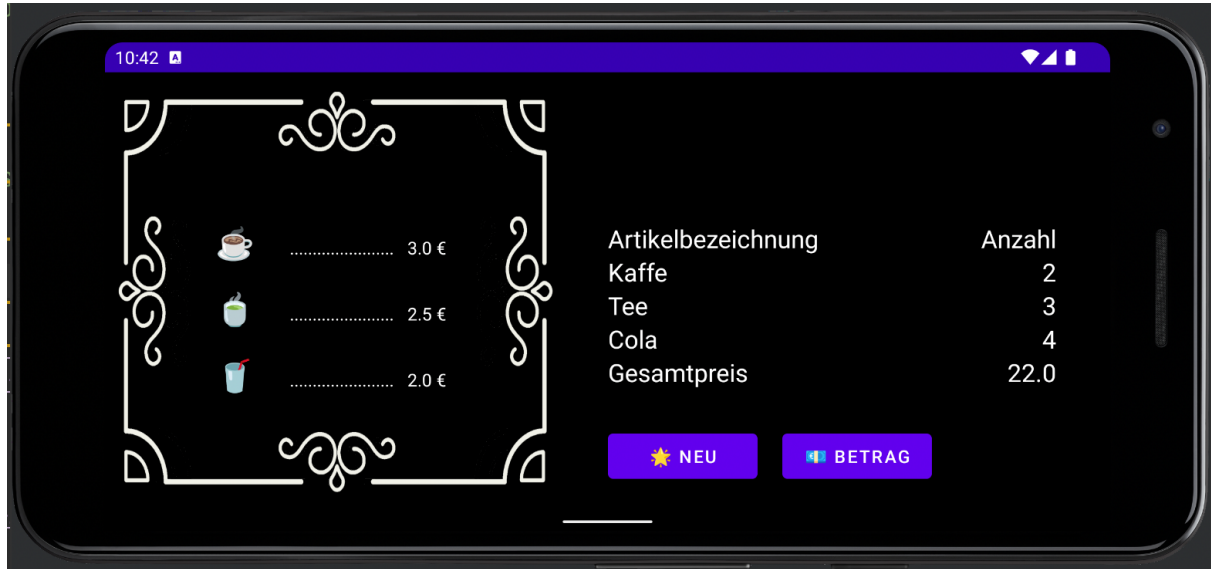 10:42
...................... 3.0 €
...................... 2.5 €
...................... 2.0 €
Artikelbezeichnung Anzahl
Kaffe 2
Tee 3
Cola 4
Gesamtpreis 22.0
NEU
BETRAG